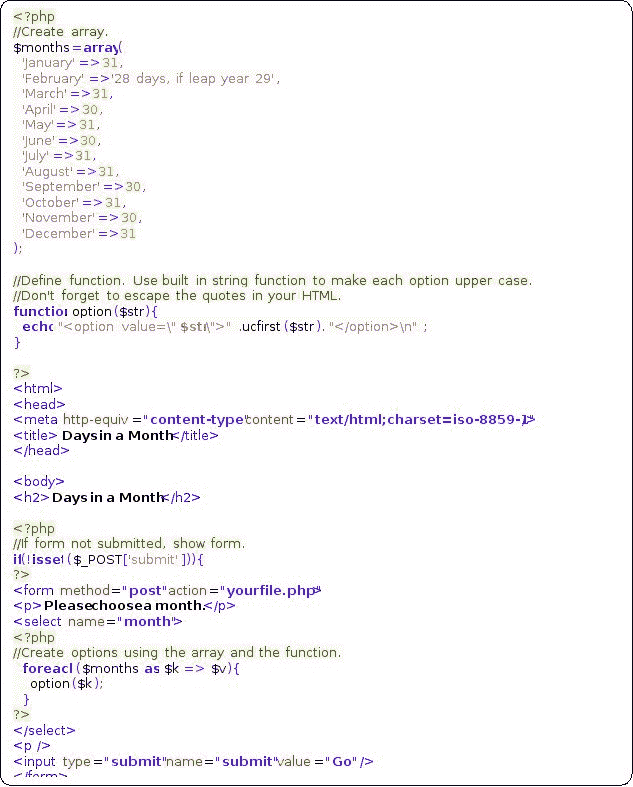 <?php
//Create array.
$months=array(
'January' =>31,
'February' =>'28 days, if leap year 29',
'March' =>31,
'April' =>30,
'May' =>31,
'June' =>30,
'July' =>31,
'August' =>31,
'September' =>30,
'October' =>31,
'November' =>30,
'December' =>31
);
//Define function. Use built in string function to make each option upper case.
//Don't forget to escape the quotes in your HTML.
function option($str){
echo "<option value=\"$str\">" .ucfirst($str). "</option>\n" ;
}
?>
<html>
<head>
<meta http-equiv="content-type" content="text/html;charset=iso-8859-1" />
<title>Days in a Month</title>
</head>
<body>
<h2>Days in a Month</h2>
<?php
//If form not submitted, show form.
if(!isset($_POST['submit' ])){
?>
<form method="post" action="yourfile.php">
<p>Please choose a month.</p>
<select name="month">
<?php
//Create options using the array and the function.
foreach ($months as $k => $v){
option($k);
}
?>
</select>
<p />
<input type="submit" name="submit" value="Go" />
</form>